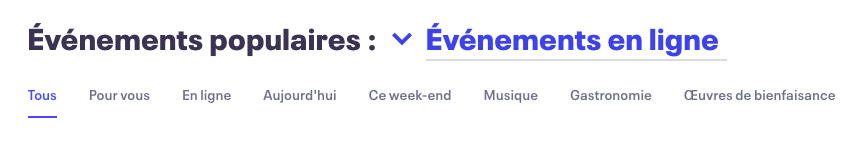 Événements populaires : Événements en ligne
Tous Pour vous En ligne Aujourd'hui Ce week-end Musique Gastronomie Œuvres de bienfaisance